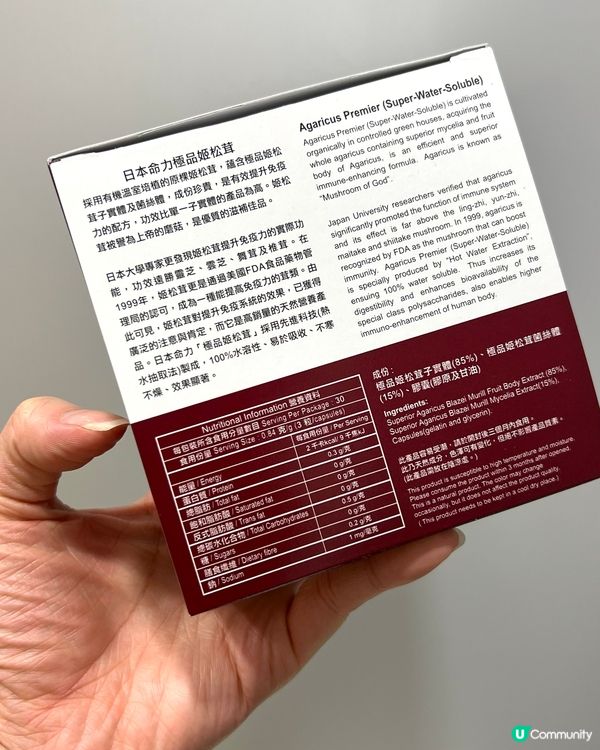 日本命力極品姬松茸
採用有機溫室培植的原棵姬松茸，蘊含極品姬松
茸子實體及菌絲體，成份珍貴，是有效提升免疫
力的配方，功效比單一子實體的產品為高。姬松
茸被譽為上帝的蘑菇，是優質的滋補佳品。
日本大學專家更發現姬松茸提升免疫力的實際功
能，功效遠勝靈芝、雲芝、舞茸及椎茸。在
1999年，姬松茸更是通過美國FDA食品藥物管
理局的認可，成為一種能提高免疫力的茸類。由
此可見，姬松茸對提升免疫系統的效果，已獲得
廣泛的注意與肯定，而它是高銷量的天然營養產
品。日本命力「極品姬松茸」採用先進科技(熱
水抽取法)製成，100%水溶性、易於吸收、不寒
不燥、效果顯著。
Agaricus Premier (Super-Water-Soluble)
Agaricus Premier (Super-Water-Soluble) is cultivated
organically in controlled green houses, acquiring the
whole agaricus containing superior mycelia and fruit
body of Agaricus, is an efficient and superior
immune-enhancing formula. Agaricus is known as
"Mushroom of God".
Japan University researchers verified that agaricus
significantly promoted the function of immune system
and its effect is far above the ling-zhi, yun-zhi,
maitake and shiitake mushroom. In 1999, agaricus is
recognized by FDA as the mushroom that can boost
immunity. Agaricus Premier (Super-Water-Soluble)
is specially produced by "Hot Water Extraction",
ensuring 100% water soluble. Thus increases its
digestibility and enhances bioavailability of the
special class polysaccharides, also enables higher
immuno-enhancement of human body.
Nutritional Information 營養資料
每包裝所含食用分量數目 Serving Per Package : 30
食用份量 Serving Size : 0.84 克/g (3 粒/capsules)
每食用份量 / Per Serving
能量 / Energy 2 千卡kcal/ 9 千焦kJ
蛋白質 / Protein 0.3 g/克
總脂肪 / Total fat 0 g/克
飽和脂肪酸 / Saturated fat 0 g/克
反式脂肪酸 / Trans fat 0 g/克
總碳水化合物 / Total Carbohydrates 0.5 g/克
糖 / Sugars 0 g/克
膳食纖維 / Dietary fibre 0.2 g/克
鈉 / Sodium 1 mg/毫克
成份：
極品姬松茸子實體(85%)、極品姬松茸菌絲體
(15%)、膠囊(膠原及甘油)
Ingredients:
Superior Agaricus Blazei Murill Fruit Body Extract (85%),
Superior Agaricus Blazei Murill Mycelia Extract(15%),
Capsules(gelatin and glycerin).
此產品容易受潮，請於開封後三個月內食用。
此乃天然成分，色澤可有變化，但絕不影響產品質素。
(此產品需放在陰涼處。)
This product is susceptible to high temperature and moisture.
Please consume the product within 3 months after opened.
This is a natural product. The color may change
occasionally, but it does not affect the product quality.
( This product needs to be kept in a cool dry place.)
U Community